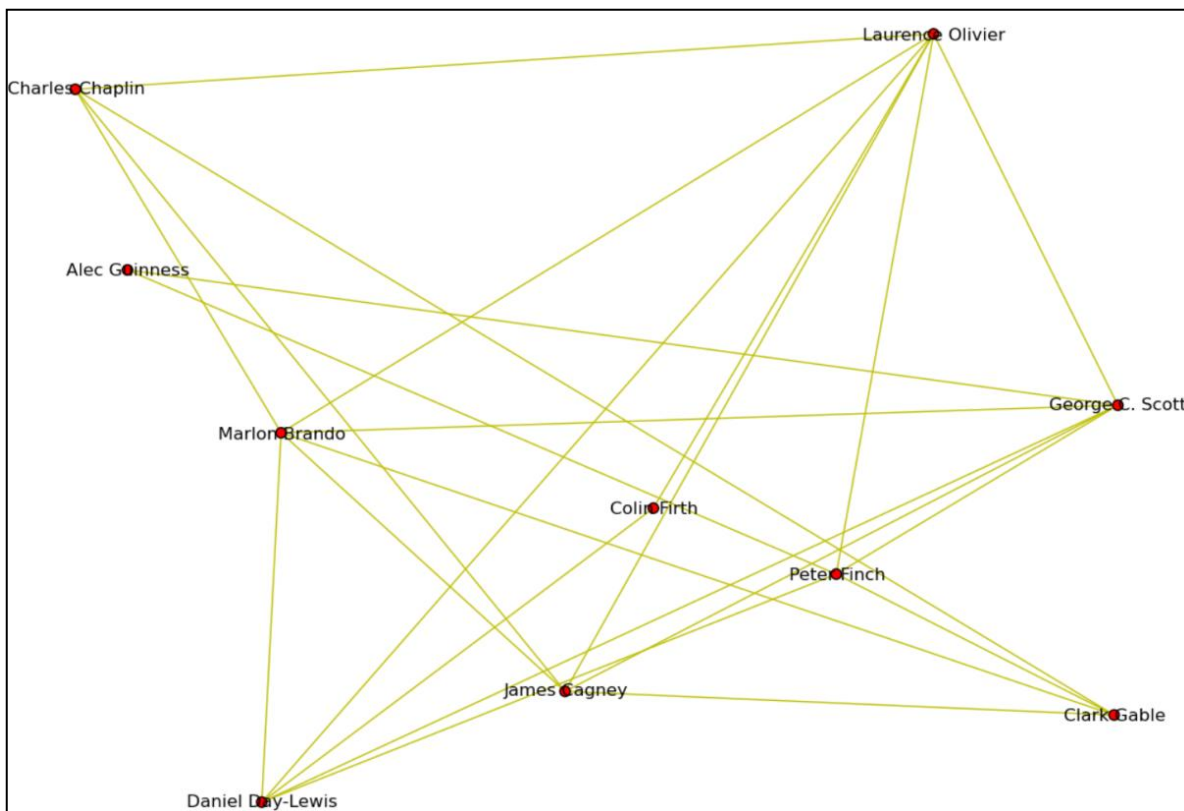 Laurence Olivier
Charles Chaplin
Alec Guinness
George C. Scott
Marlon Brando
Colin Firth
Peter Finch
James Cagney
Clark Gable
Daniel Day-Lewis